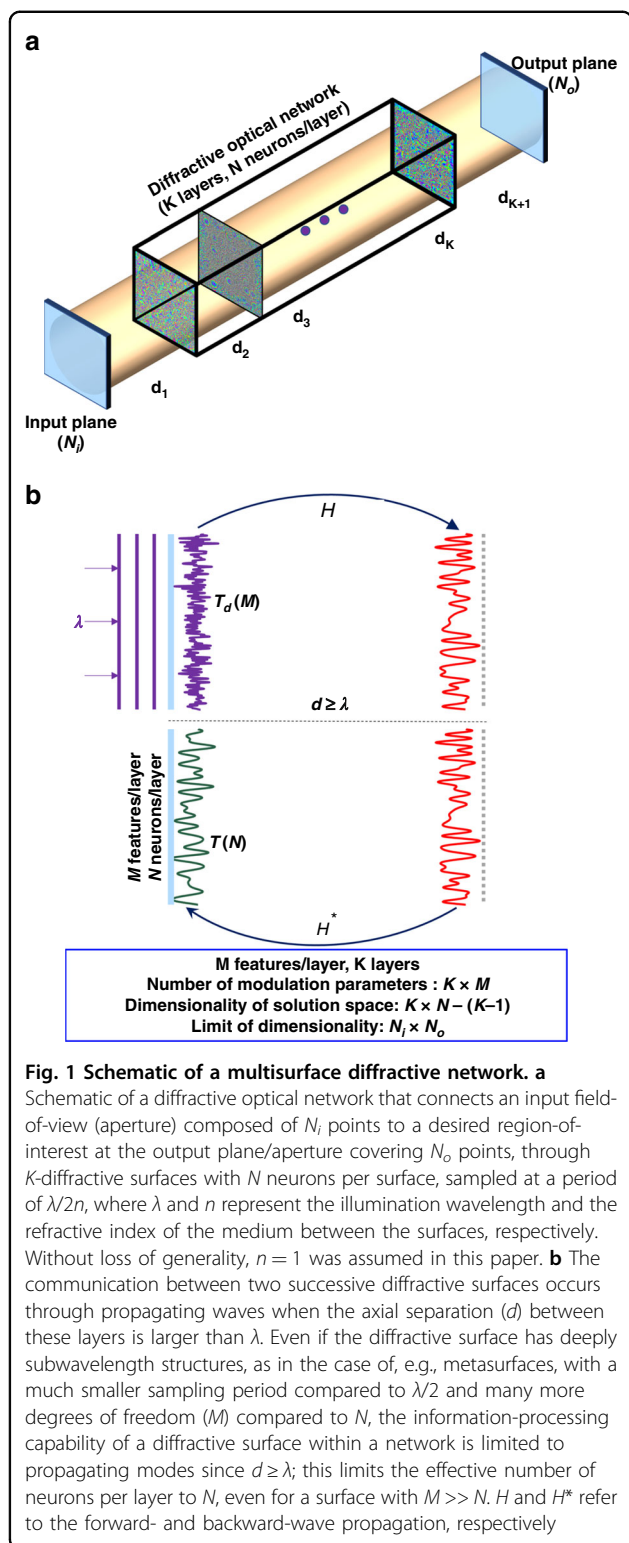 a
Output plane
(Nₒ)
Diffractive optical network
(K layers, N neurons/layer)
d_{K+1}
d_K
d₃
d₂
d₁
Input plane
(Nᵢ)
b
H
T_d(M)
λ
d ≥ λ
M features/layer
N neurons/layer
T(N)
H*
M features/layer, K layers
Number of modulation parameters : K × M
Dimensionality of solution space: K × N – (K–1)
Limit of dimensionality: Nᵢ × Nₒ
Fig. 1 Schematic of a multisurface diffractive network. a
Schematic of a diffractive optical network that connects an input field-
of-view (aperture) composed of Nᵢ points to a desired region-of-
interest at the output plane/aperture covering Nₒ points, through
K-diffractive surfaces with N neurons per surface, sampled at a period
of λ/2n, where λ and n represent the illumination wavelength and the
refractive index of the medium between the surfaces, respectively.
Without loss of generality, n = 1 was assumed in this paper. b The
communication between two successive diffractive surfaces occurs
through propagating waves when the axial separation (d) between
these layers is larger than λ. Even if the diffractive surface has deeply
subwavelength structures, as in the case of, e.g., metasurfaces, with a
much smaller sampling period compared to λ/2 and many more
degrees of freedom (M) compared to N, the information-processing
capability of a diffractive surface within a network is limited to
propagating modes since d ≥ λ; this limits the effective number of
neurons per layer to N, even for a surface with M >> N. H and H* refer
to the forward- and backward-wave propagation, respectively